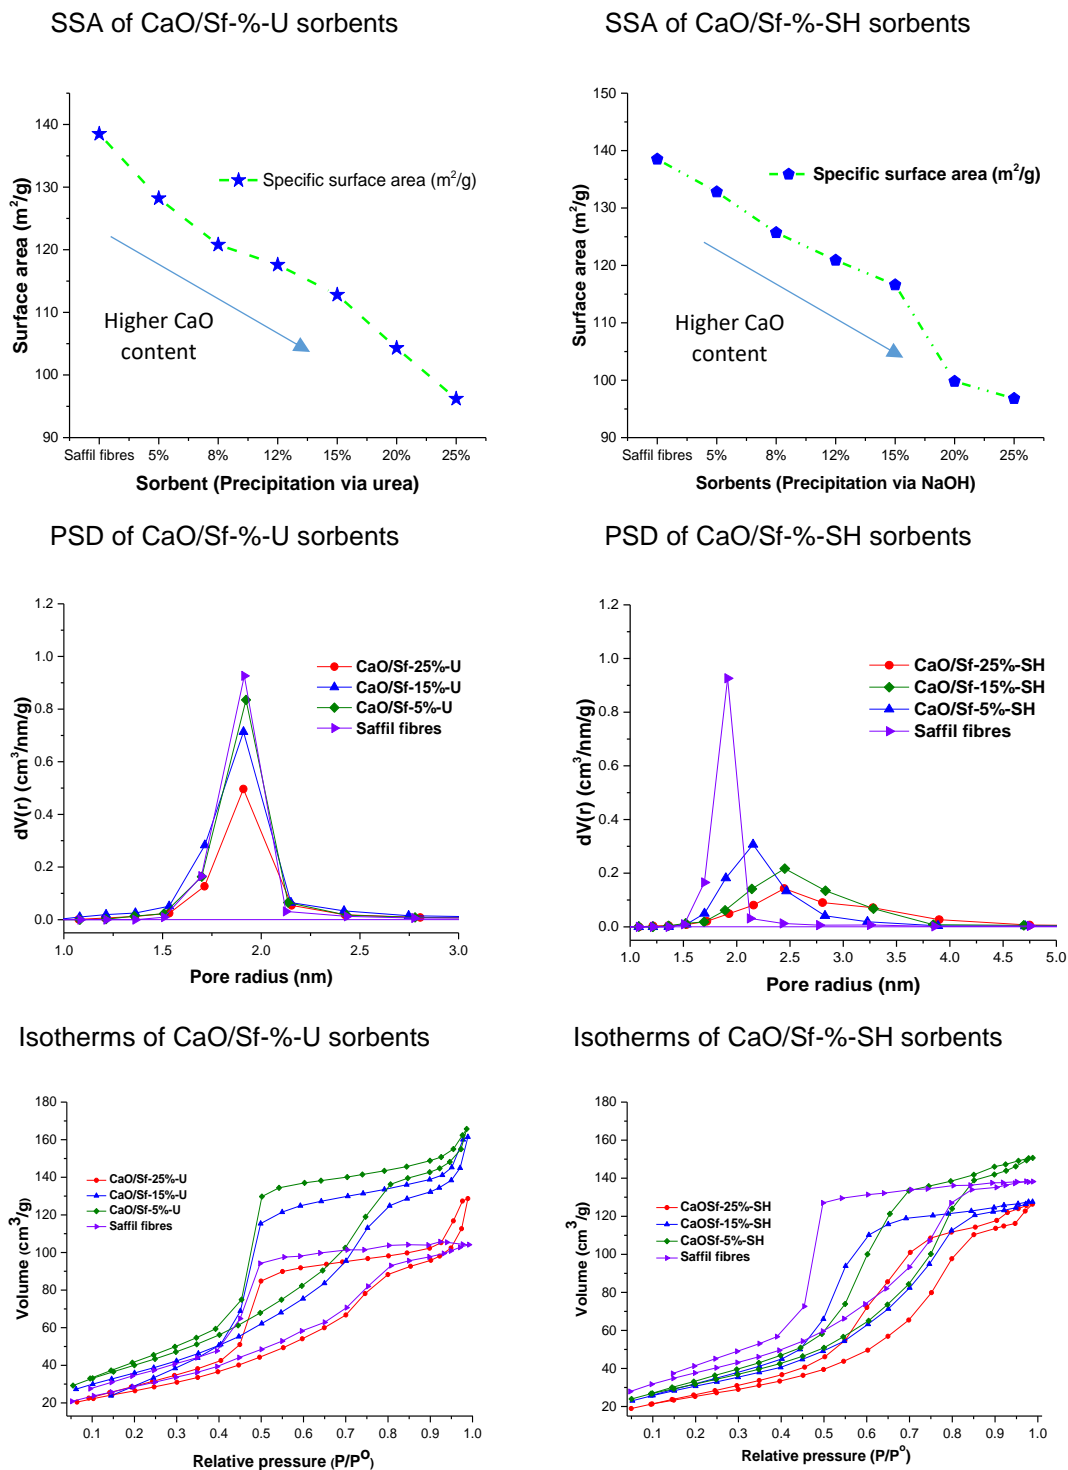 SSA of CaO/Sf-%-U sorbents
140
130
120
110
100
90
Surface area (m²/g)
Specific surface area (m²/g)
Higher CaO
content
Saffil fibres 5% 8% 12% 15% 20% 25%
Sorbent (Precipitation via urea)
SSA of CaO/Sf-%-SH sorbents
150
140
130
120
110
100
90
Surface area (m²/g)
Specific surface area (m²/g)
Higher CaO
content
Saffil fibres 5% 8% 12% 15% 20% 25%
Sorbents (Precipitation via NaOH)
PSD of CaO/Sf-%-U sorbents
1.2
1.0
0.8
0.6
0.4
0.2
0.0
dV(r) (cm³/nm/g)
CaO/Sf-25%-U
CaO/Sf-15%-U
CaO/Sf-5%-U
Saffil fibres
1.0 1.5 2.0 2.5 3.0
Pore radius (nm)
PSD of CaO/Sf-%-SH sorbents
1.2
1.0
0.8
0.6
0.4
0.2
0.0
dV(r) (cm³/nm/g)
CaO/Sf-25%-SH
CaO/Sf-15%-SH
CaO/Sf-5%-SH
Saffil fibres
1.0 1.5 2.0 2.5 3.0 3.5 4.0 4.5 5.0
Pore radius (nm)
Isotherms of CaO/Sf-%-U sorbents
180
160
140
120
100
80
60
40
20
Volume (cm³/g)
CaO/Sf-25%-U
CaO/Sf-15%-U
CaO/Sf-5%-U
Saffil fibres
0.1 0.2 0.3 0.4 0.5 0.6 0.7 0.8 0.9 1.0
Relative pressure (P/P⁰)
Isotherms of CaO/Sf-%-SH sorbents
180
160
140
120
100
80
60
40
20
Volume (cm³/g)
CaOSf-25%-SH
CaOSf-15%-SH
CaOSf-5%-SH
Saffil fibres
0.1 0.2 0.3 0.4 0.5 0.6 0.7 0.8 0.9 1.0
Relative pressure (P/P⁰)